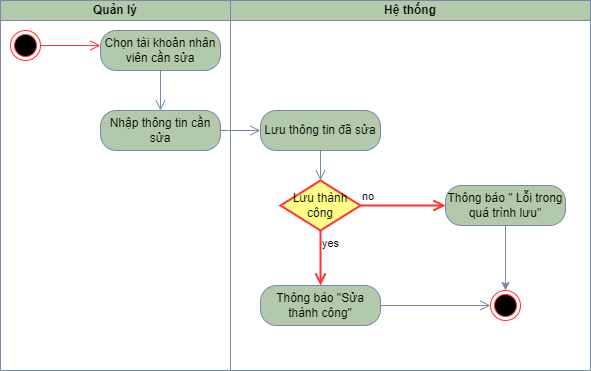 Quản lý
Hệ thống
Chọn tài khoản nhân
viên cần sửa
Nhập thông tin cần
sửa
Lưu thông tin đã sửa
Lưu thành
công
no
Thông báo " Lỗi trong
quá trình lưu"
yes
Thông báo "Sửa
thành công"